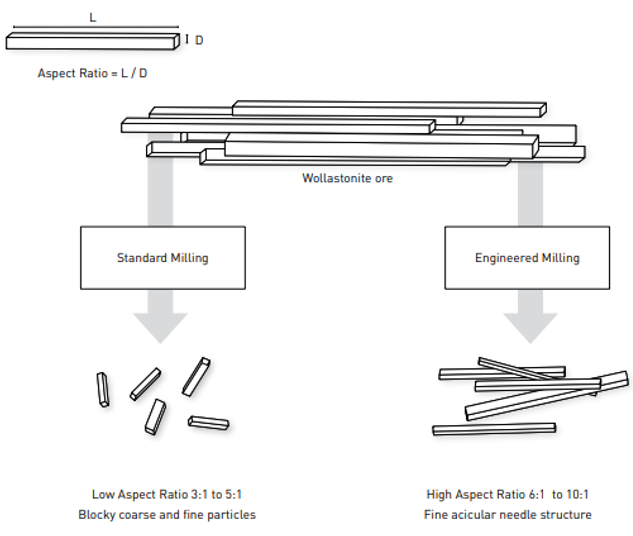 L
D
Aspect Ratio = L / D
Wollastonite ore
Standard Milling
Engineered Milling
Low Aspect Ratio 3:1 to 5:1
Blocky coarse and fine particles
High Aspect Ratio 6:1 to 10:1
Fine acicular needle structure